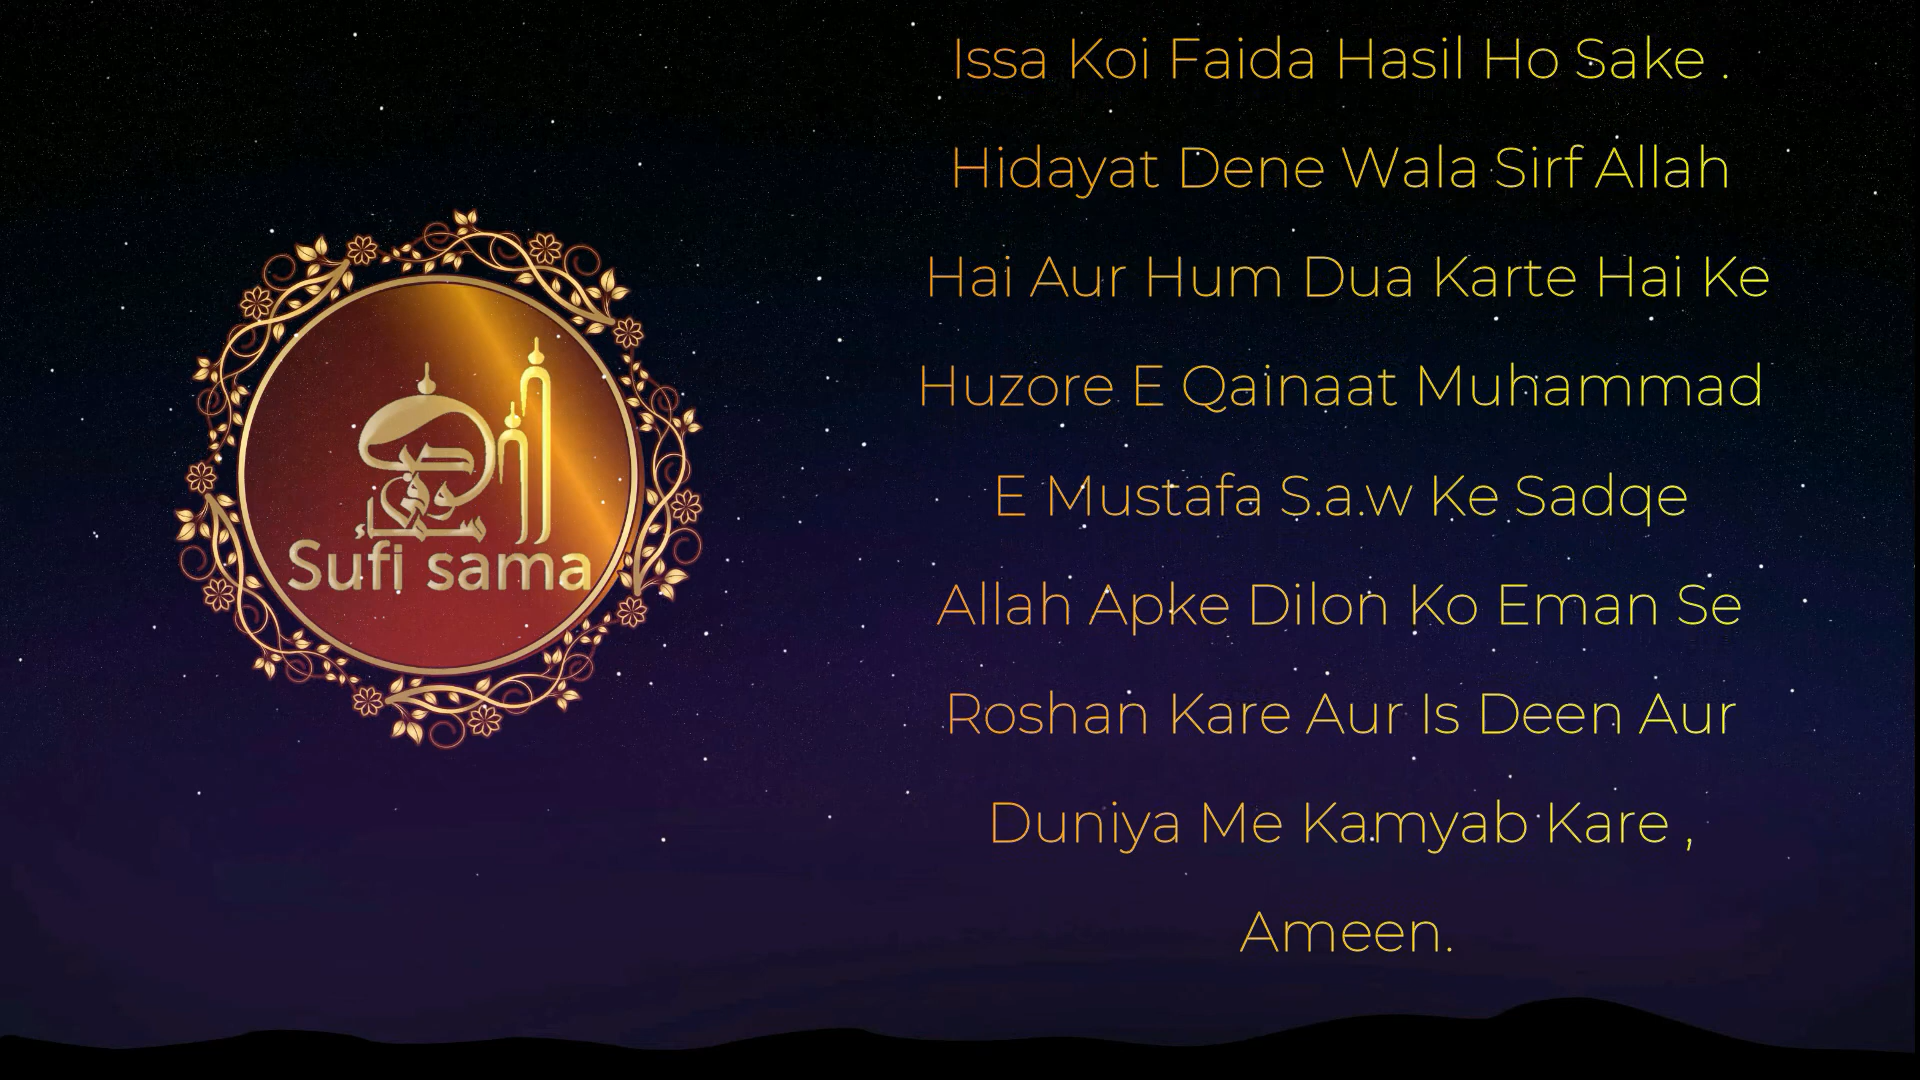 صوفی
سماء
Sufi sama
Issa Koi Faida Hasil Ho Sake .
Hidayat Dene Wala Sirf Allah
Hai Aur Hum Dua Karte Hai Ke
Huzore E Qainaat Muhammad
E Mustafa S.a.w Ke Sadqe
Allah Apke Dilon Ko Eman Se
Roshan Kare Aur Is Deen Aur
Duniya Me Kamyab Kare ,
Ameen.